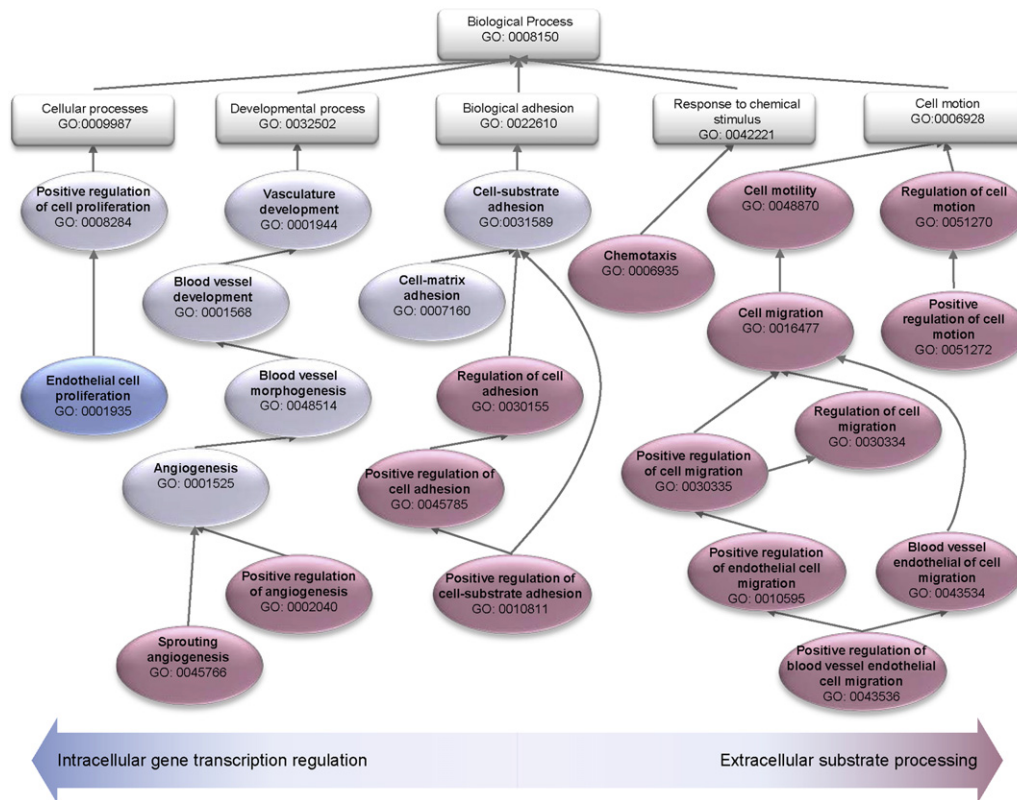 Biological Process
GO: 0008150
Cellular processes
GO:0009987
Developmental process
GO: 0032502
Biological adhesion
GO: 0022610
Response to chemical
stimulus
GO: 0042221
Cell motion
GO:0006928
Positive regulation
of cell proliferation
GO: 0008284
Vasculature
development
GO: 0001944
Cell-substrate
adhesion
GO:0031589
Cell motility
GO: 0048870
Regulation of cell
motion
GO: 0051270
Chemotaxis
GO: 0006935
Blood vessel
development
GO: 0001568
Cell-matrix
adhesion
GO: 0007160
Cell migration
GO: 0016477
Positive
regulation of cell
motion
GO: 0051272
Endothelial cell
proliferation
GO: 0001935
Blood vessel
morphogenesis
GO: 0048514
Regulation of cell
adhesion
GO: 0030155
Regulation of cell
migration
GO: 0030334
Angiogenesis
GO: 0001525
Positive regulation of
cell adhesion
GO: 0045785
Positive regulation
of cell migration
GO: 0030335
Positive regulation
of angiogenesis
GO: 0002040
Positive regulation of
cell-substrate adhesion
GO: 0010811
Positive regulation
of endothelial cell
migration
GO: 0010595
Blood vessel
endothelial of cell
migration
GO: 0043534
Sprouting
angiogenesis
GO: 0045766
Positive regulation of
blood vessel endothelial
cell migration
GO: 0043536
Intracellular gene transcription regulation
Extracellular substrate processing